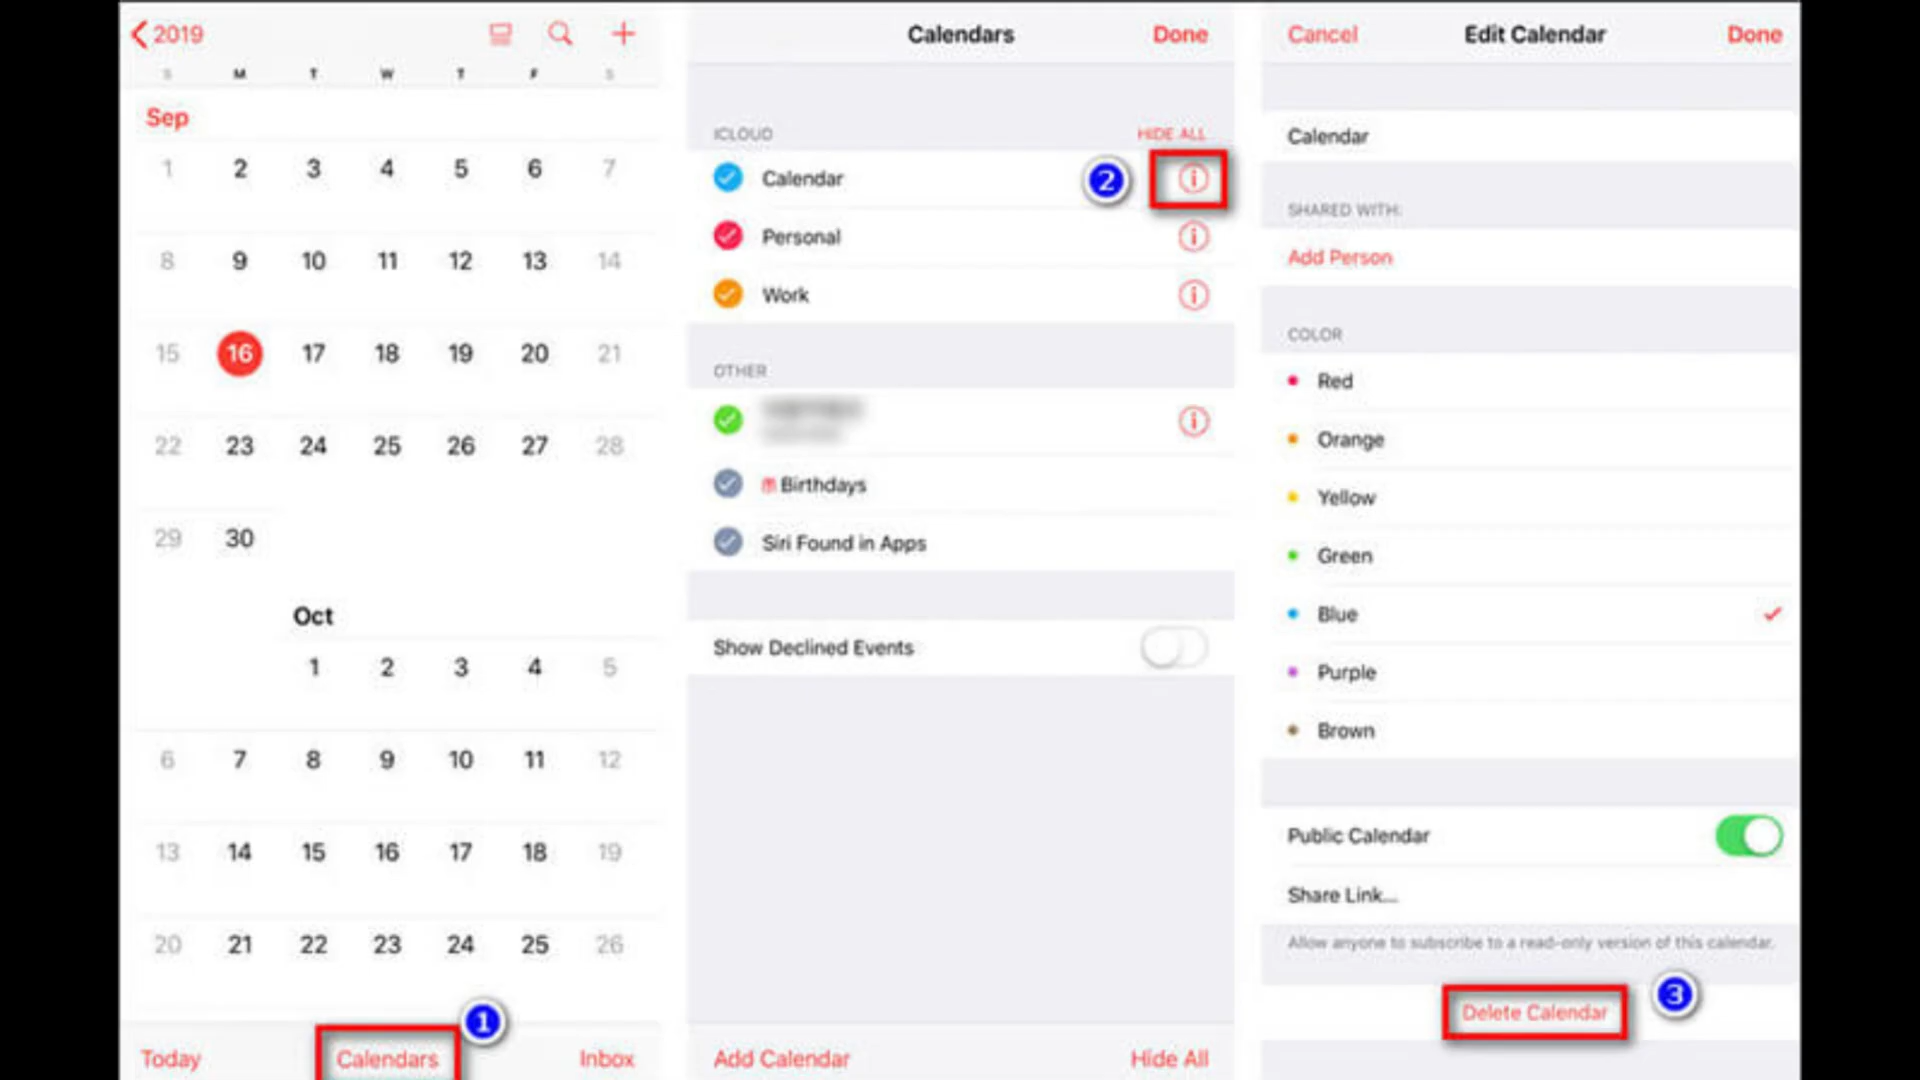 2019
S M T W T F S
Sep
1 2 3 4 5 6 7
8 9 10 11 12 13 14
15 16 17 18 19 20 21
22 23 24 25 26 27 28
29 30
Oct
1 2 3 4 5
6 7 8 9 10 11 12
13 14 15 16 17 18 19
20 21 22 23 24 25 26
1
Today Calendars Inbox
Calendars Done
ICLOUD HIDE ALL
Calendar 2
Personal
Work
OTHER
Birthdays
Siri Found in Apps
Show Declined Events
Add Calendar Hide All
Cancel Edit Calendar Done
Calendar
SHARED WITH:
Add Person
COLOR
Red
Orange
Yellow
Green
Blue
Purple
Brown
Public Calendar
Share Link...
Allow anyone to subscribe to a read-only version of this calendar.
Delete Calendar 3